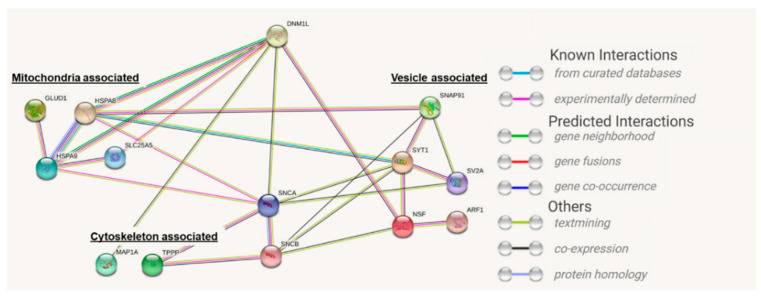 DNM1L
Mitochondria associated
Vesicle associated
GLUD1
HSPA8
SNAP91
SLC25A5
HSPA9
SYT1
SV2A
SNCA
NSF
ARF1
Cytoskeleton associated
MAP1A
TPPP
SNCB
Known Interactions
from curated databases
experimentally determined
Predicted Interactions
gene neighborhood
gene fusions
gene co-occurrence
Others
textmining
co-expression
protein homology